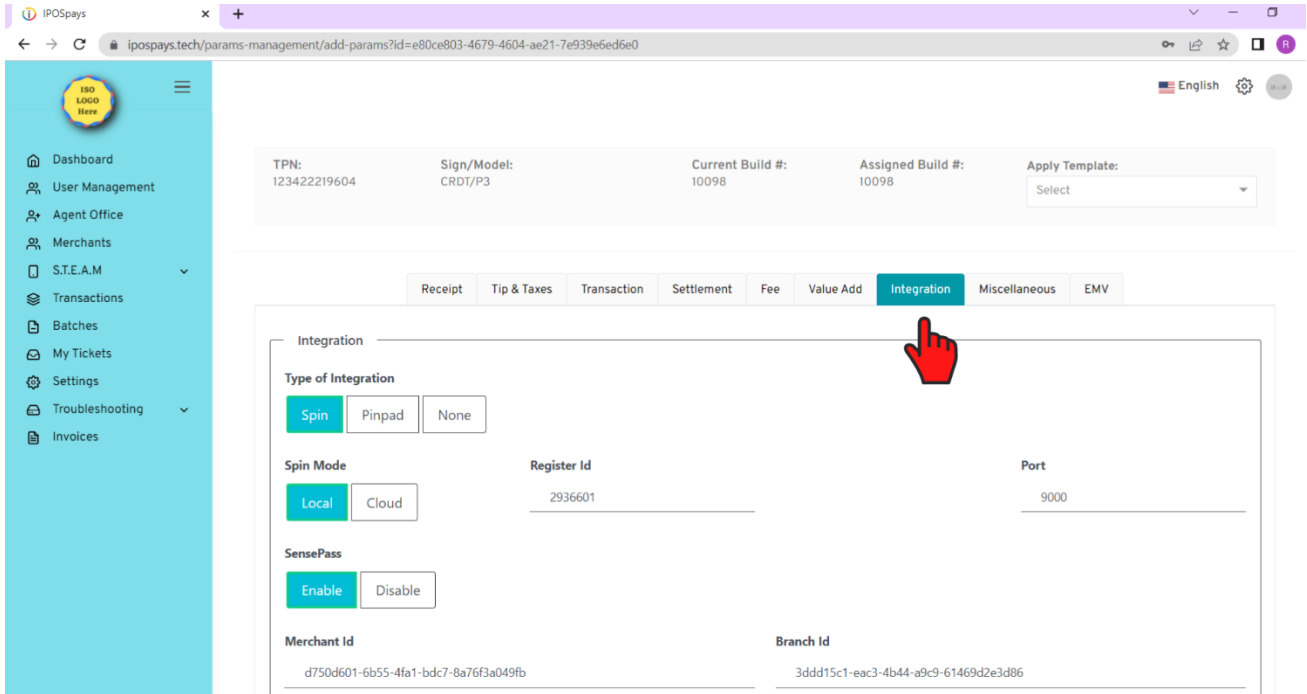 IPOSpays
ipospays.tech/params-management/add-params?id=e80ce803-4679-4604-ae21-7e939e6ed6e0
R
ISO
LOGO
Here
English
Dashboard
User Management
Agent Office
Merchants
S.T.E.A.M
Transactions
Batches
My Tickets
Settings
Troubleshooting
Invoices
TPN: Sign/Model: Current Build #: Assigned Build #: Apply Template:
123422219604 CRDT/P3 10098 10098 Select
Receipt Tip & Taxes Transaction Settlement Fee Value Add Integration Miscellaneous EMV
Integration
Type of Integration
Spin Pinpad None
Spin Mode Register Id Port
Local Cloud 2936601 9000
SensePass
Enable Disable
Merchant Id Branch Id
d750d601-6b55-4fa1-bdc7-8a76f3a049fb 3ddd15c1-eac3-4b44-a9c9-61469d2e3d86